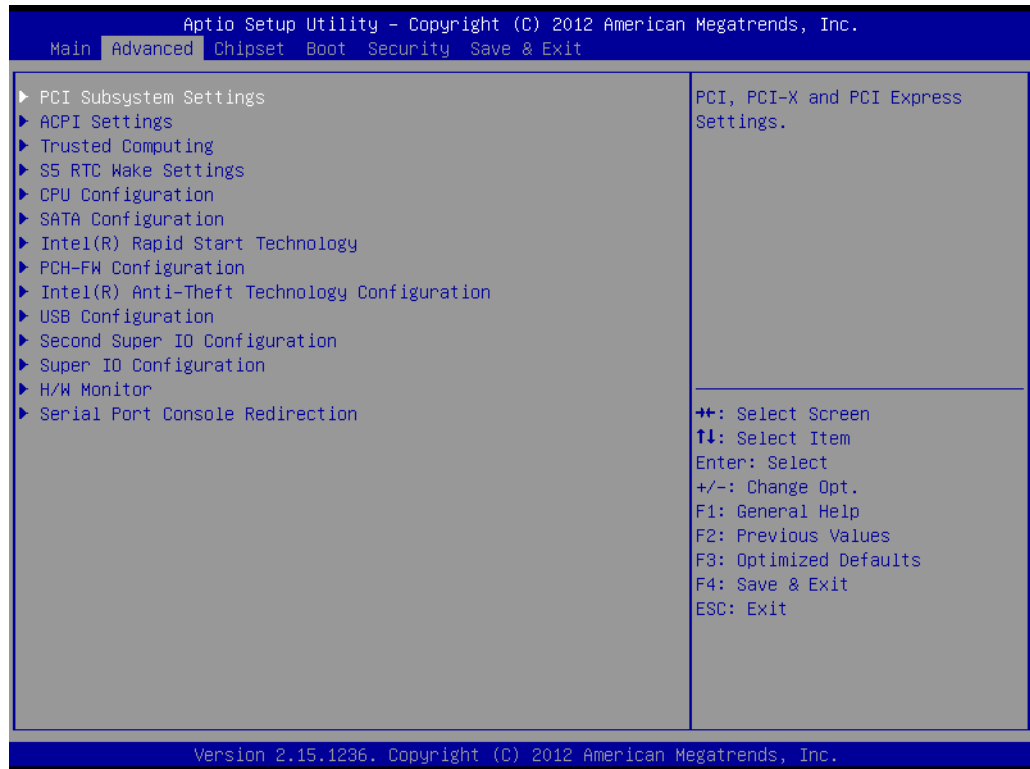 Aptio Setup Utility – Copyright (C) 2012 American Megatrends, Inc.
Main Advanced Chipset Boot Security Save & Exit
▶ PCI Subsystem Settings
▶ ACPI Settings
▶ Trusted Computing
▶ S5 RTC Wake Settings
▶ CPU Configuration
▶ SATA Configuration
▶ Intel(R) Rapid Start Technology
▶ PCH-FW Configuration
▶ Intel(R) Anti-Theft Technology Configuration
▶ USB Configuration
▶ Second Super IO Configuration
▶ Super IO Configuration
▶ H/W Monitor
▶ Serial Port Console Redirection
PCI, PCI-X and PCI Express
Settings.
→←: Select Screen
↑↓: Select Item
Enter: Select
+/-: Change Opt.
F1: General Help
F2: Previous Values
F3: Optimized Defaults
F4: Save & Exit
ESC: Exit
Version 2.15.1236. Copyright (C) 2012 American Megatrends, Inc.